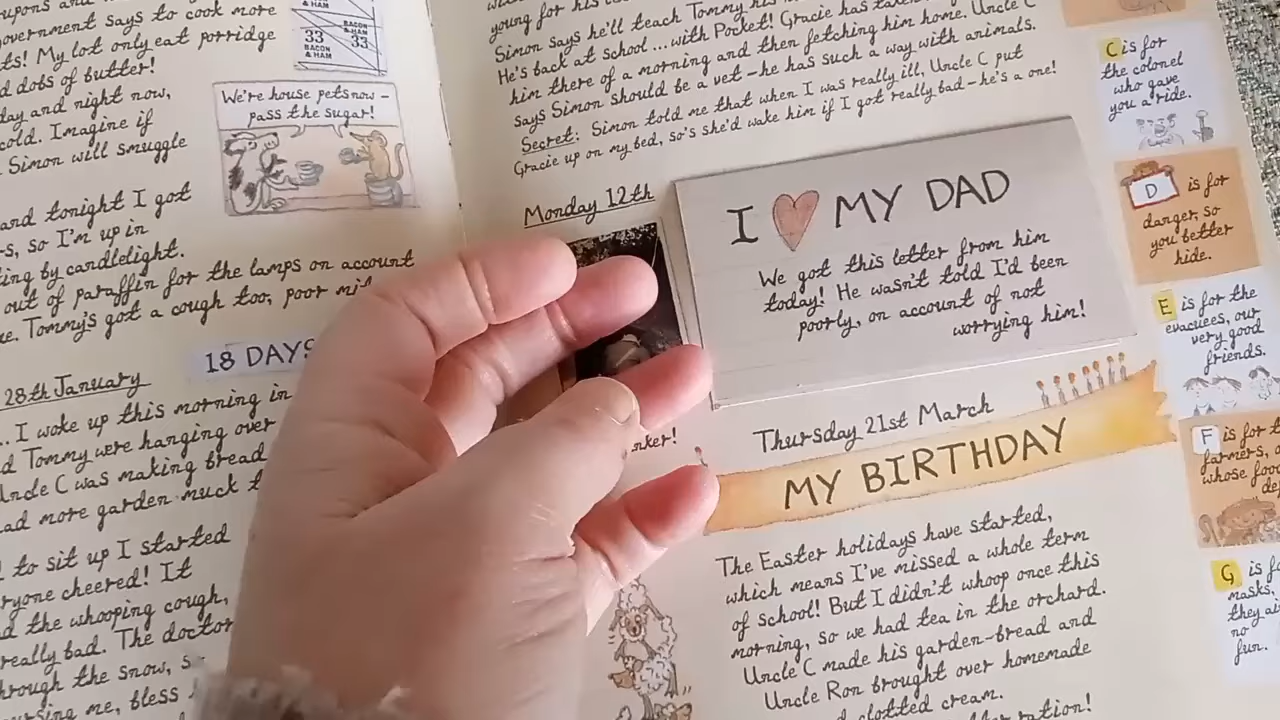 upons and
government says to cook more
ts! My lot only eat porridge
d dobs of butter!
day and night now,
cold. Imagine if
Simon will smuggle
BACON & HAM
33 BACON & HAM
BACON & HAM 33
We're house pets now –
pass the sugar!
and tonight I got
-s, so I'm up in
ing by candlelight.
out of paraffin for the lamps on account
e. Tommy's got a cough too, poor
18 DAYS
28th January
.. I woke up this morning in
d Tommy were hanging over
Uncle C was making bread
ad more garden muck
to sit up I started
ryone cheered! It
d the whooping cough,
really bad. The doctor
hrough the snow,
ursing me, bless
young for his
Simon says he'll teach Tommy his
He's back at school ... with Pocket! Gracie has taken
him there of a morning and then fetching him home. Uncle C
says Simon should be a vet – he has such a way with animals.
Secret: Simon told me that when I was really ill, Uncle C put
Gracie up on my bed, so's she'd wake him if I got really bad – he's a one!
Monday 12th
nker!
I MY DAD
We got this letter from him
today! He wasn't told I'd been
poorly, on account of not
worrying him!
Thursday 21st March
MY BIRTHDAY
The Easter holidays have started,
which means I've missed a whole term
of school! But I didn't whoop once this
morning, so we had tea in the orchard.
Uncle C made his garden-bread and
Uncle Ron brought over homemade
clotted cream.
ration!
C is for
the colonel
who gave
you a ride.
D is for
danger, so
you better
hide.
E is for the
evacuees, our
very good
friends.
F is for
farmers,
whose food
G is
masks,
they
no
fun.